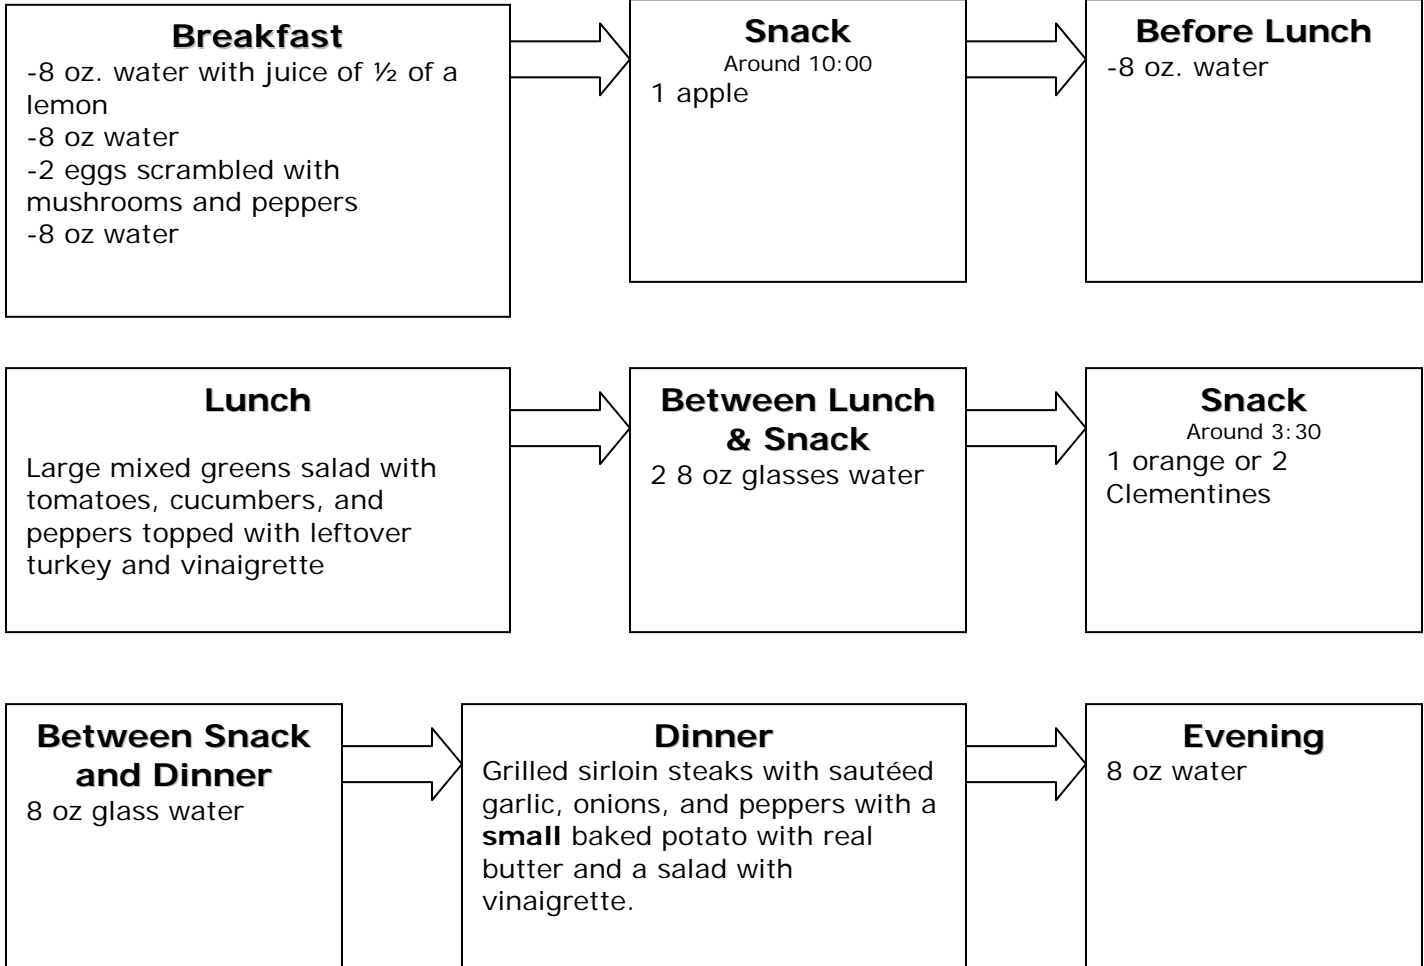 Breakfast
-8 oz. water with juice of ½ of a
lemon
-8 oz water
-2 eggs scrambled with
mushrooms and peppers
-8 oz water
Snack
Around 10:00
1 apple
Before Lunch
-8 oz. water
Lunch
Large mixed greens salad with
tomatoes, cucumbers, and
peppers topped with leftover
turkey and vinaigrette
Between Lunch
& Snack
2 8 oz glasses water
Snack
Around 3:30
1 orange or 2
Clementines
Between Snack
and Dinner
8 oz glass water
Dinner
Grilled sirloin steaks with sautéed
garlic, onions, and peppers with a
small baked potato with real
butter and a salad with
vinaigrette.
Evening
8 oz water